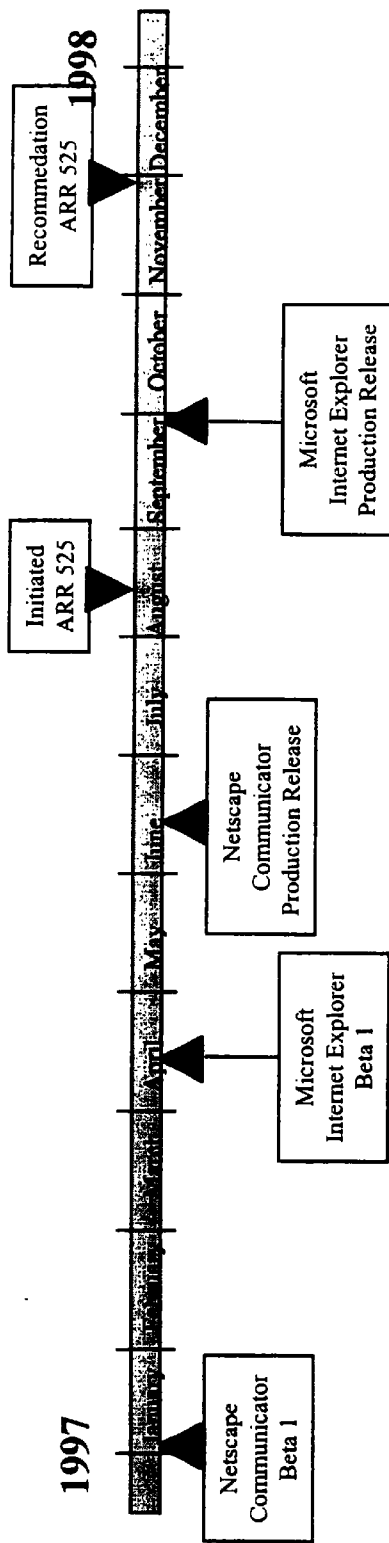 1997
1998
Initiated
ARR 525
Recommedation
ARR 525
April May June July August September October November December
Netscape
Communicator
Beta 1
Microsoft
Internet Explorer
Beta 1
Netscape
Communicator
Production Release
Microsoft
Internet Explorer
Production Release